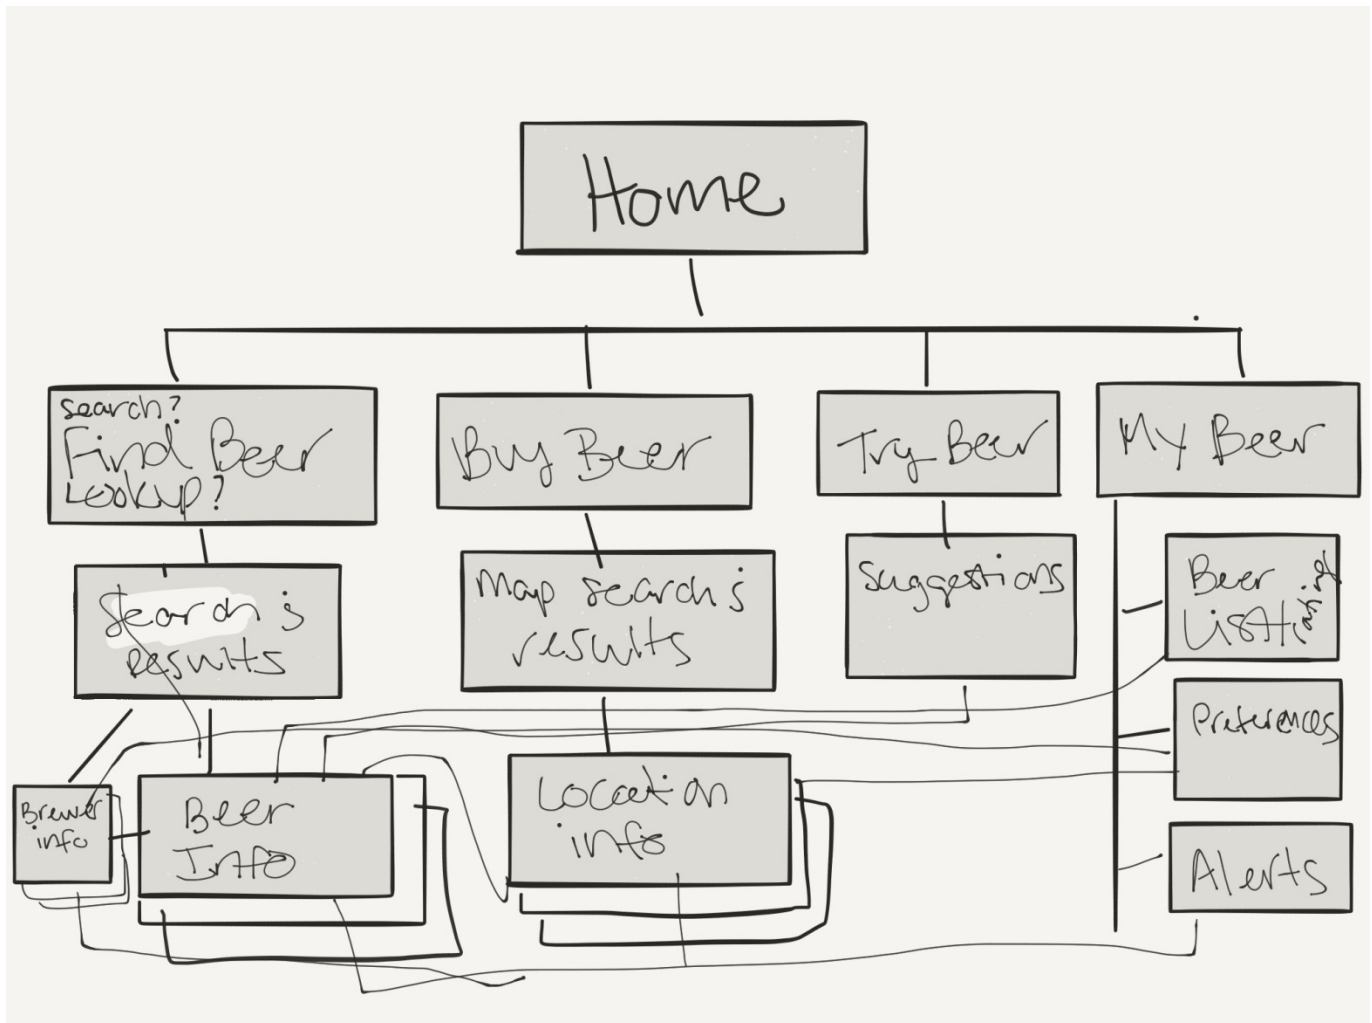 Home
search?
Find Beer
Lookup?
Buy Beer
Try Beer
My Beer
Search &
results
Map search &
results
Suggestions
Beer
List
Preferences
Brewer
info
Beer
Info
Location
info
Alerts